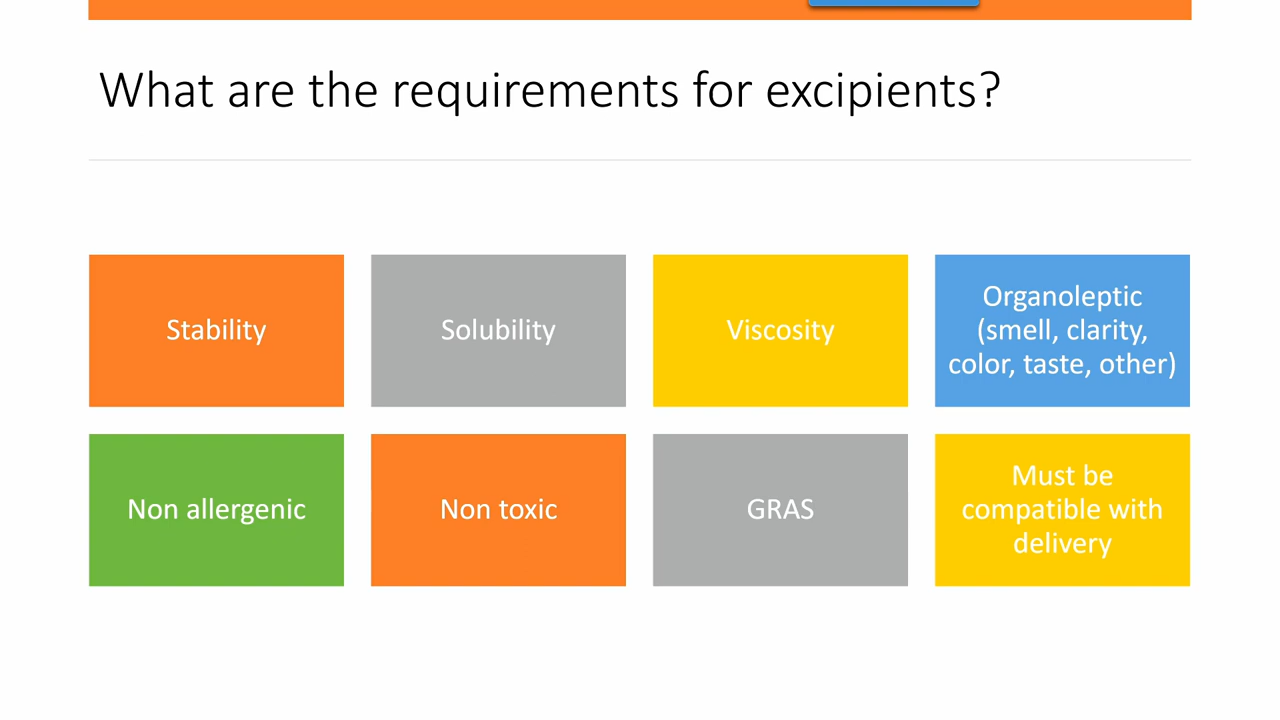 What are the requirements for excipients?
Stability
Solubility
Viscosity
Organoleptic
(smell, clarity,
color, taste, other)
Non allergenic
Non toxic
GRAS
Must be
compatible with
delivery